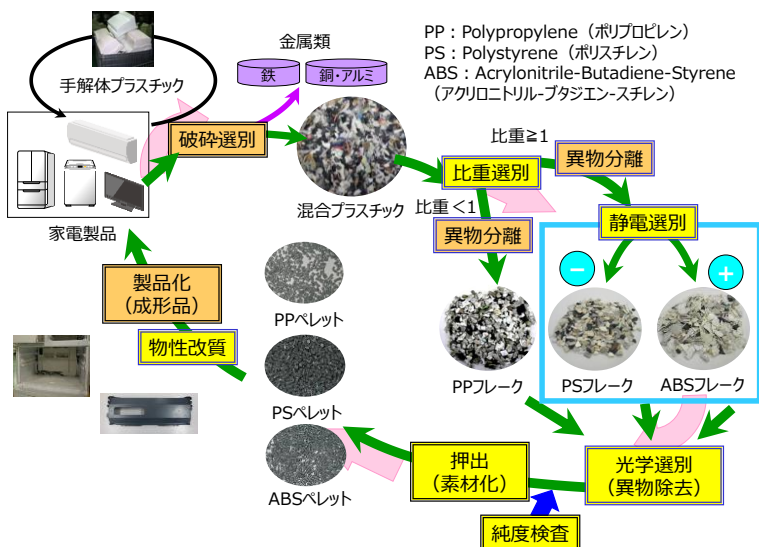 PP：Polypropylene（ポリプロピレン）
PS：Polystyrene（ポリスチレン）
ABS：Acrylonitrile-Butadiene-Styrene
（アクリロニトリル-ブタジエン-スチレン）
金属類
鉄
銅・アルミ
手解体プラスチック
破砕選別
家電製品
混合プラスチック
比重選別
比重≧1
異物分離
比重＜1
異物分離
静電選別
−
＋
PPフレーク
PSフレーク
ABSフレーク
光学選別
（異物除去）
純度検査
押出
（素材化）
PPペレット
PSペレット
ABSペレット
物性改質
製品化
（成形品）